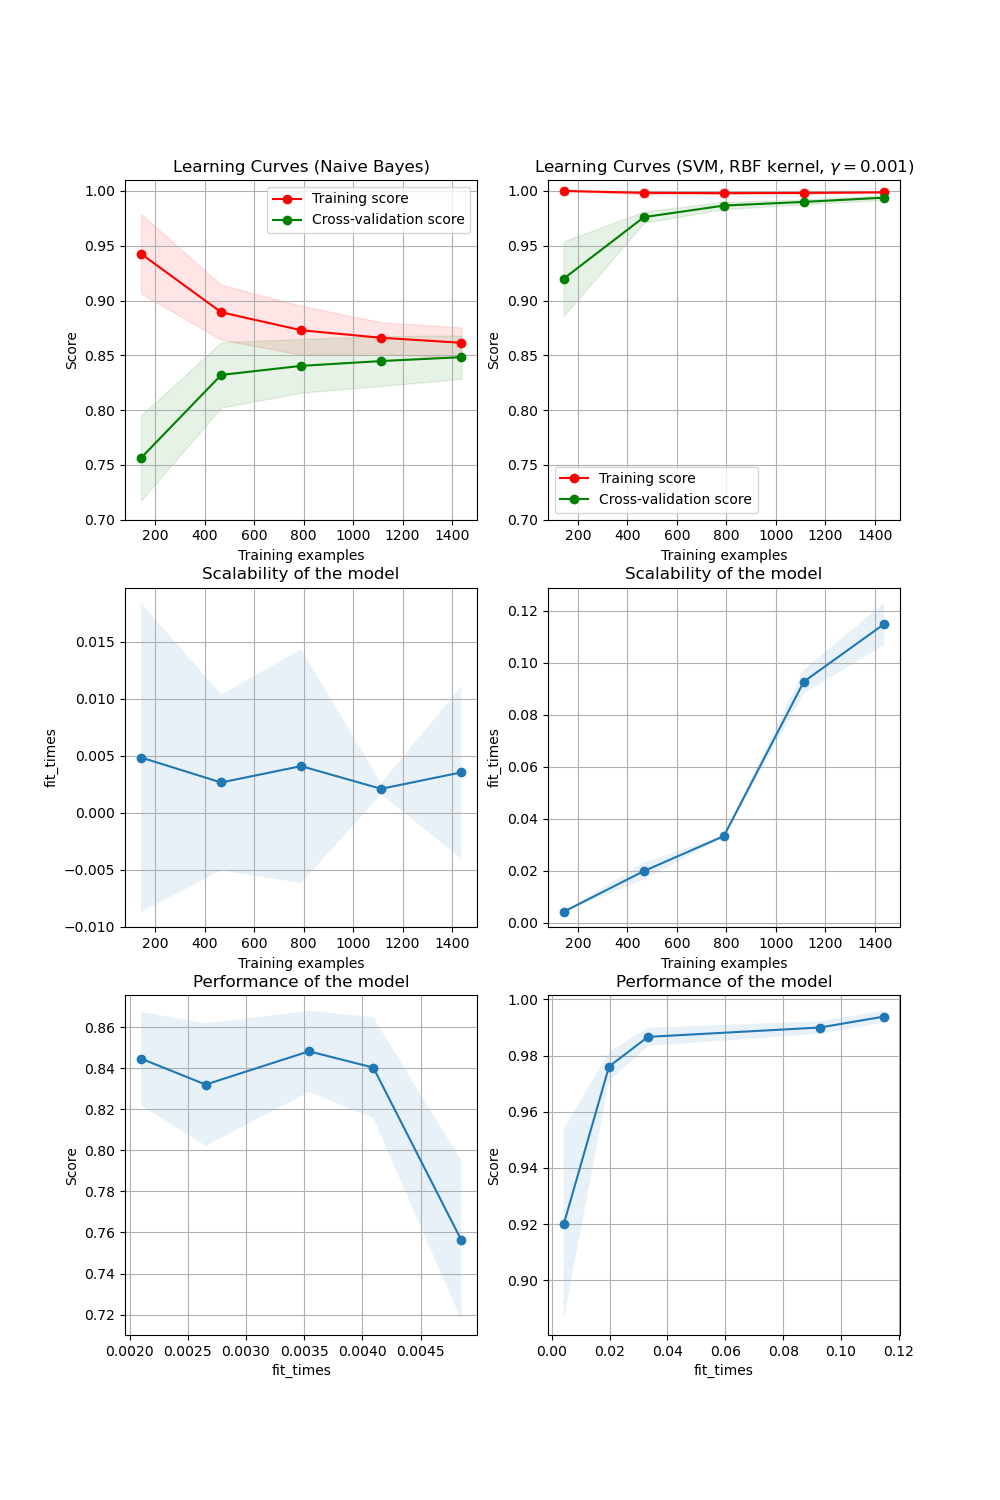 Learning Curves (Naive Bayes)
1.00
0.95
0.90
0.85
0.80
0.75
0.70
Score
Training score
Cross-validation score
200 400 600 800 1000 1200 1400
Training examples
Learning Curves (SVM, RBF kernel, γ = 0.001)
1.00
0.95
0.90
0.85
0.80
0.75
0.70
Score
Training score
Cross-validation score
200 400 600 800 1000 1200 1400
Training examples
Scalability of the model
0.015
0.010
0.005
0.000
−0.005
−0.010
fit_times
200 400 600 800 1000 1200 1400
Training examples
Scalability of the model
0.12
0.10
0.08
0.06
0.04
0.02
0.00
fit_times
200 400 600 800 1000 1200 1400
Training examples
Performance of the model
0.86
0.84
0.82
0.80
0.78
0.76
0.74
0.72
Score
0.0020 0.0025 0.0030 0.0035 0.0040 0.0045
fit_times
Performance of the model
1.00
0.98
0.96
0.94
0.92
0.90
Score
0.00 0.02 0.04 0.06 0.08 0.10 0.12
fit_times